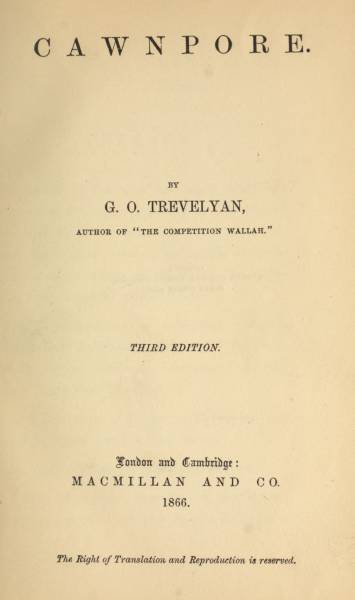 CAWNPORE.
BY
G. O. TREVELYAN,
AUTHOR OF "THE COMPETITION WALLAH."
THIRD EDITION.
London and Cambridge:
MACMILLAN AND CO.
1866.
The Right of Translation and Reproduction is reserved.